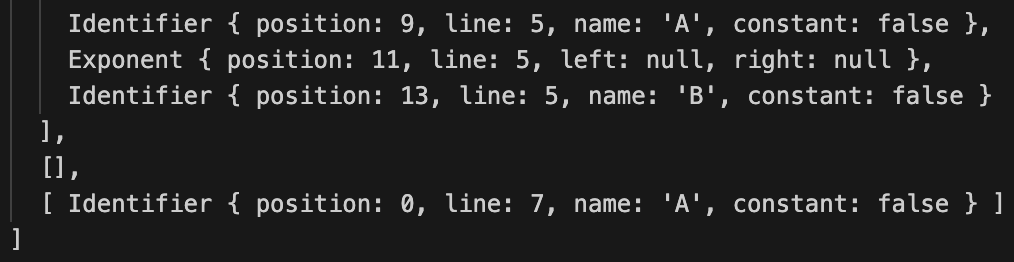 Identifier { position: 9, line: 5, name: 'A', constant: false },
Exponent { position: 11, line: 5, left: null, right: null },
Identifier { position: 13, line: 5, name: 'B', constant: false }
],
[],
[ Identifier { position: 0, line: 7, name: 'A', constant: false } ]
]